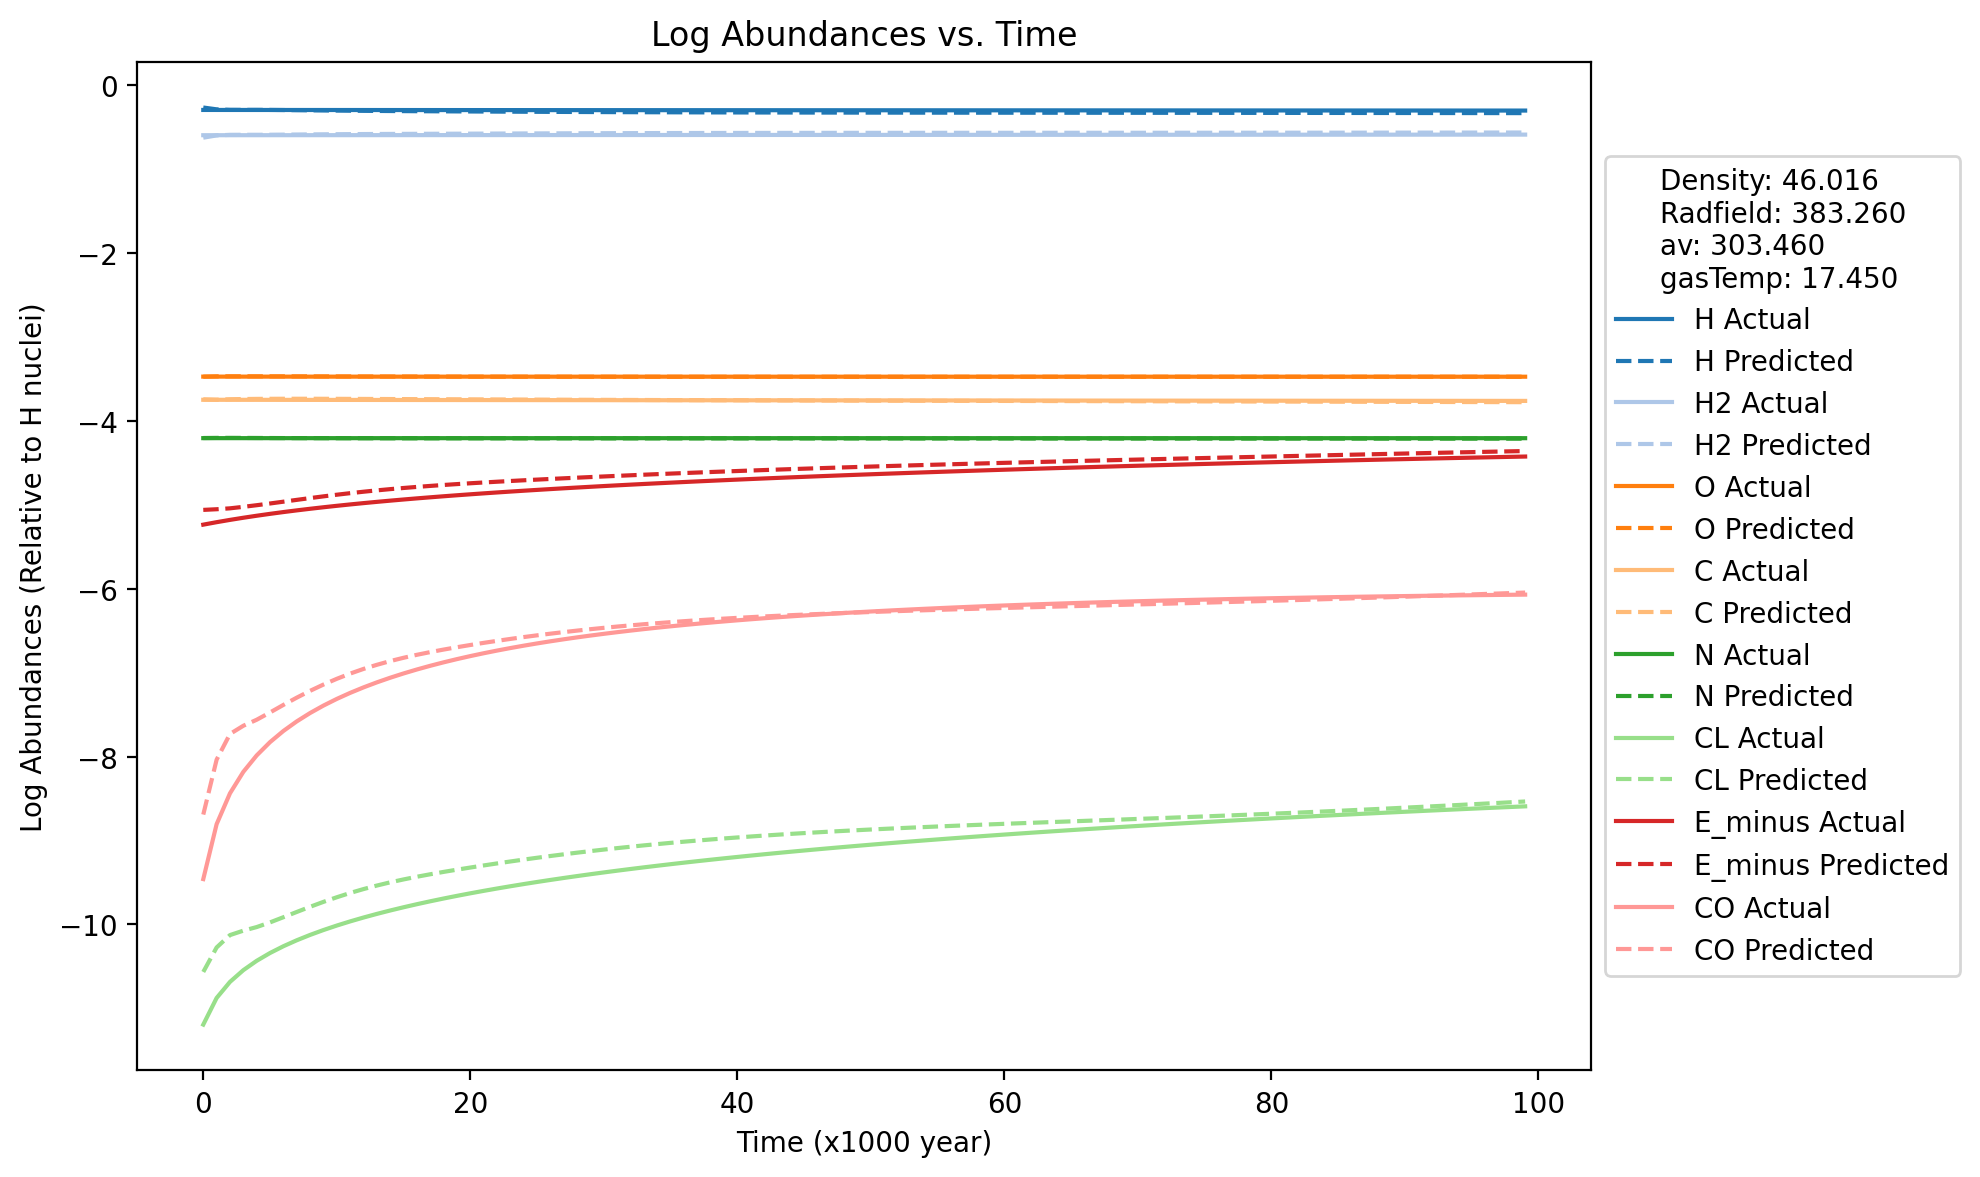 Log Abundances vs. Time
Log Abundances (Relative to H nuclei)
0
−2
−4
−6
−8
−10
0
20
40
60
80
100
Time (x1000 year)
Density: 46.016
Radfield: 383.260
av: 303.460
gasTemp: 17.450
H Actual
H Predicted
H2 Actual
H2 Predicted
O Actual
O Predicted
C Actual
C Predicted
N Actual
N Predicted
CL Actual
CL Predicted
E_minus Actual
E_minus Predicted
CO Actual
CO Predicted